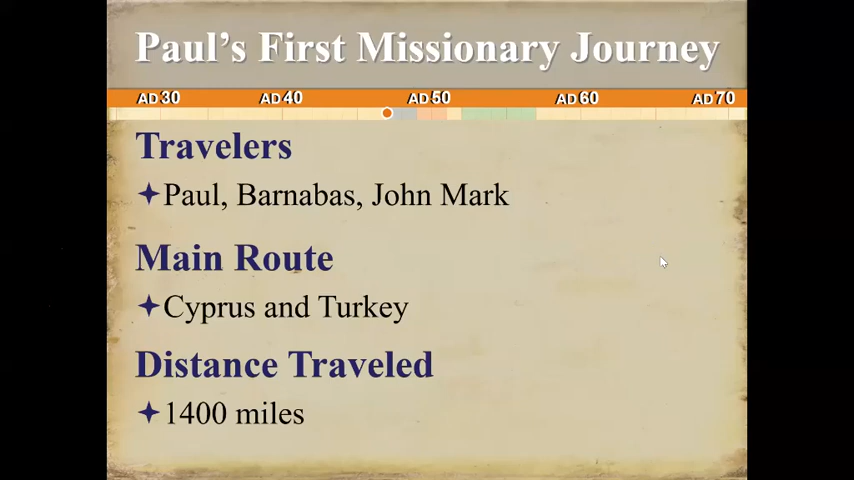 Paul's First Missionary Journey
AD 30 AD 40 AD 50 AD 60 AD 70
Travelers
Paul, Barnabas, John Mark
Main Route
Cyprus and Turkey
Distance Traveled
1400 miles